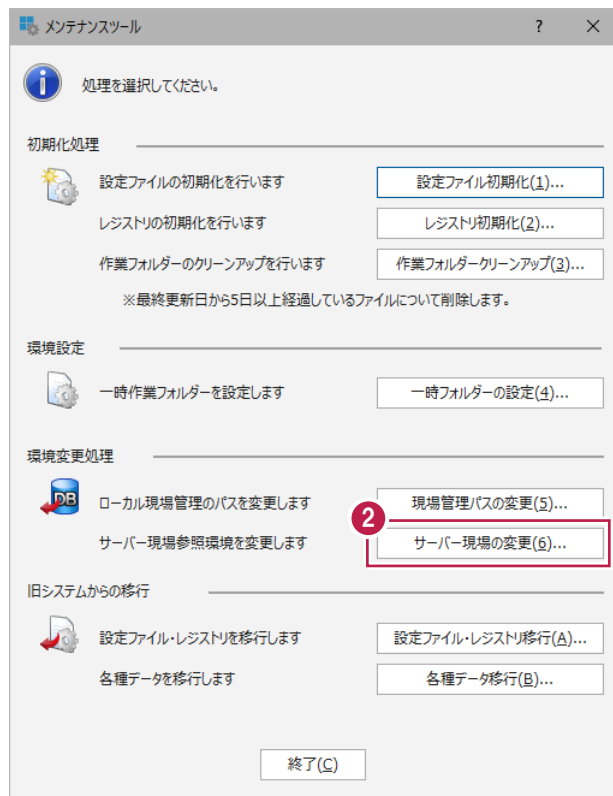 メンテナンスツール ? ×
処理を選択してください。
初期化処理
設定ファイルの初期化を行います 設定ファイル初期化(1)...
レジストリの初期化を行います レジストリ初期化(2)...
作業フォルダーのクリーンアップを行います 作業フォルダークリーンアップ(3)...
※最終更新日から5日以上経過しているファイルについて削除します。
環境設定
一時作業フォルダーを設定します 一時フォルダーの設定(4)...
環境変更処理
DB ローカル現場管理のパスを変更します 現場管理パスの変更(5)...
2
サーバー現場参照環境を変更します サーバー現場の変更(6)...
旧システムからの移行
設定ファイル・レジストリを移行します 設定ファイル・レジストリ移行(A)...
各種データを移行します 各種データ移行(B)...
終了(C)